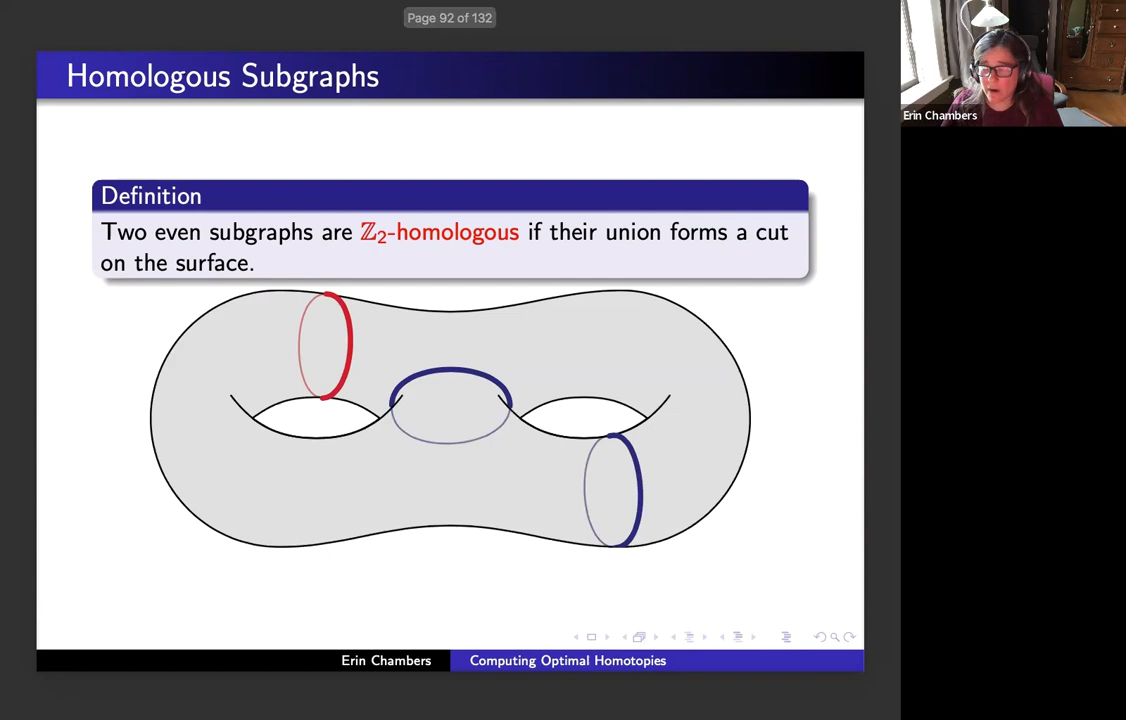 Page 92 of 132
Homologous Subgraphs
Erin Chambers
Definition
Two even subgraphs are ℤ₂-homologous if their union forms a cut
on the surface.
Erin Chambers
Computing Optimal Homotopies